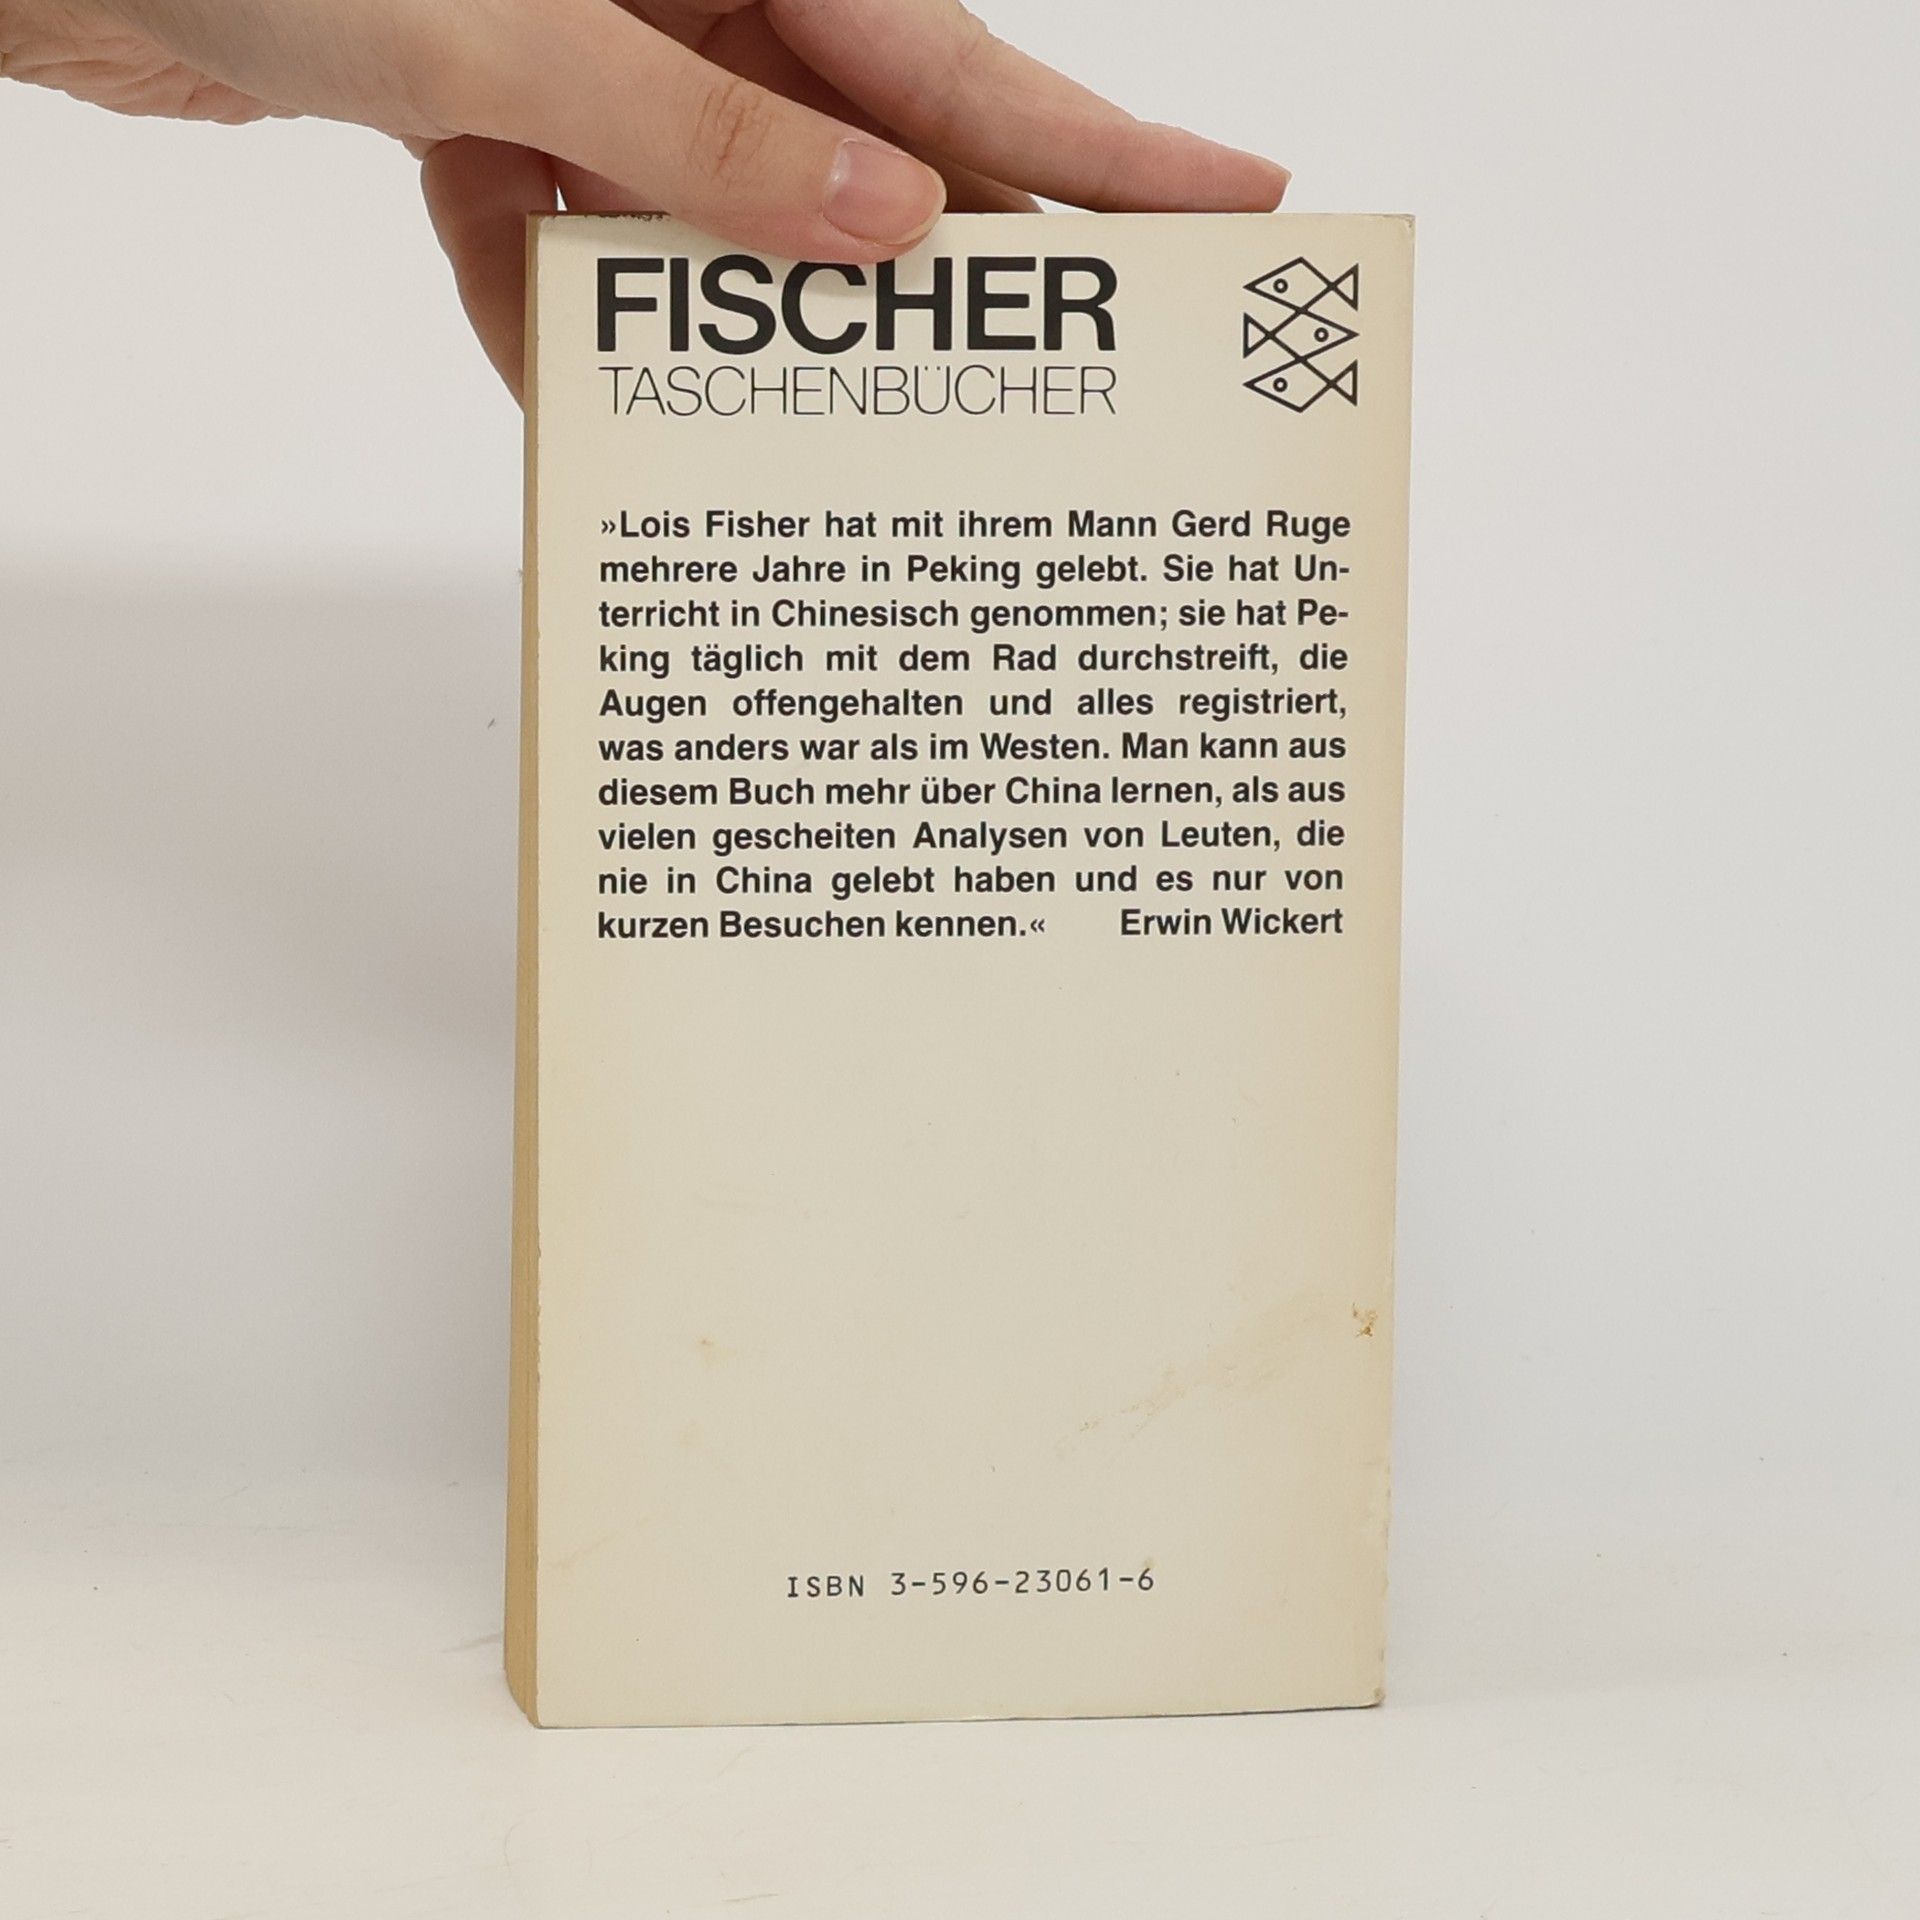 FISCHER
TASCHENBÜCHER
»Lois Fisher hat mit ihrem Mann Gerd Ruge
mehrere Jahre in Peking gelebt. Sie hat Un-
terricht in Chinesisch genommen; sie hat Pe-
king täglich mit dem Rad durchstreift, die
Augen offengehalten und alles registriert,
was anders war als im Westen. Man kann aus
diesem Buch mehr über China lernen, als aus
vielen gescheiten Analysen von Leuten, die
nie in China gelebt haben und es nur von
kurzen Besuchen kennen.« Erwin Wickert
ISBN 3-596-23061-6